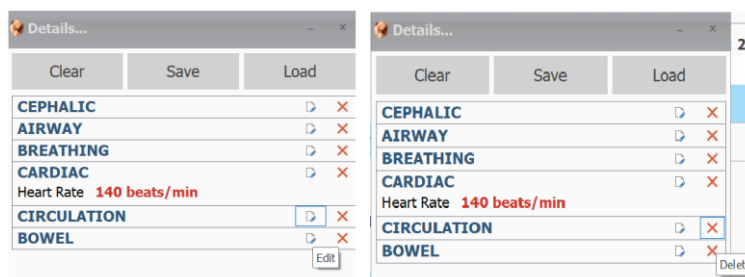 Details...
Clear Save Load
CEPHALIC
AIRWAY
BREATHING
CARDIAC
Heart Rate 140 beats/min
CIRCULATION
BOWEL
Edit
Details...
Clear Save Load
CEPHALIC
AIRWAY
BREATHING
CARDIAC
Heart Rate 140 beats/min
CIRCULATION
BOWEL
2